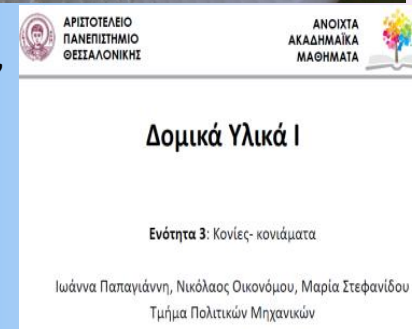 ΑΡΙΣΤΟΤΕΛΕΙΟ
ΠΑΝΕΠΙΣΤΗΜΙΟ
ΘΕΣΣΑΛΟΝΙΚΗΣ
ΑΝΟΙΧΤΑ
ΑΚΑΔΗΜΑΪΚΑ
ΜΑΘΗΜΑΤΑ
Δομικά Υλικά Ι
Ενότητα 3: Κονίες- κονιάματα
Ιωάννα Παπαγιάννη, Νικόλαος Οικονόμου, Μαρία Στεφανίδου
Τμήμα Πολιτικών Μηχανικών